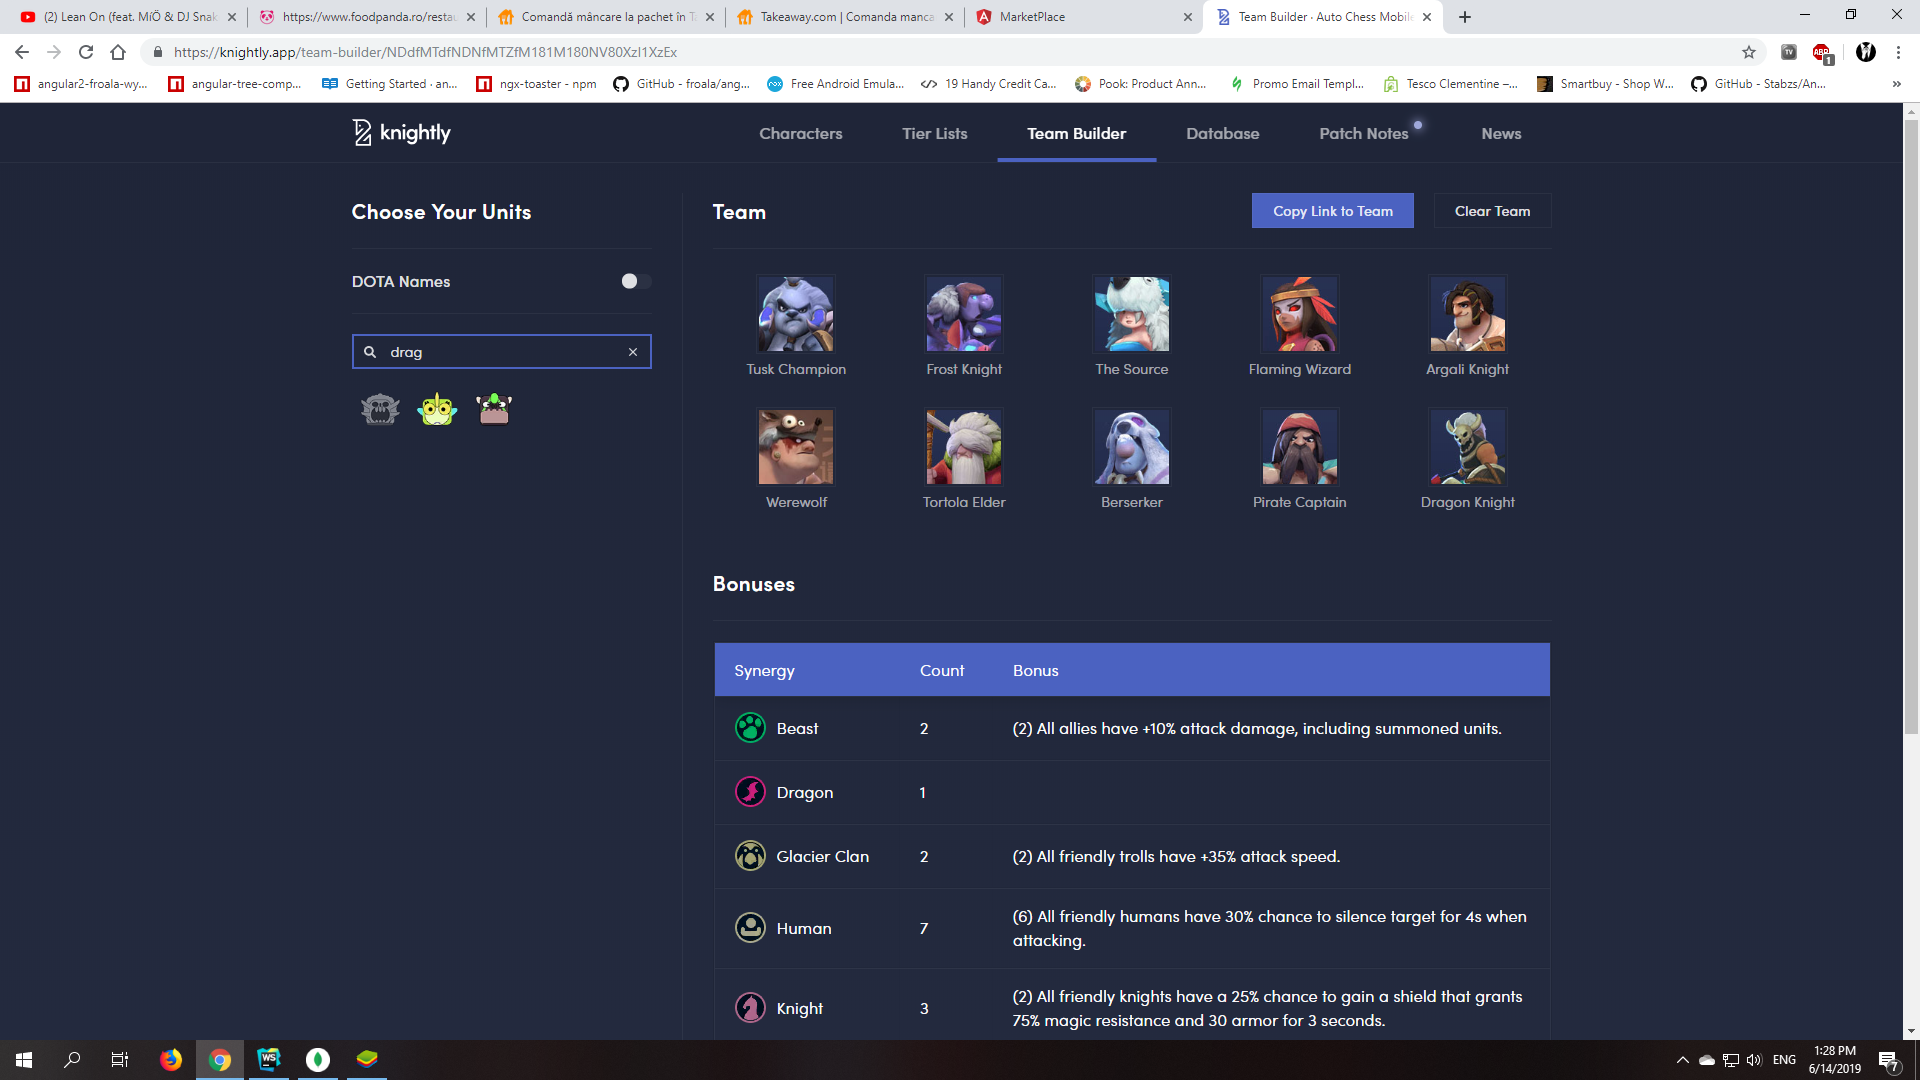 (2) Lean On (feat. MØ & DJ Snak
https://www.foodpanda.ro/restau
Comandă mâncare la pachet în T
Takeaway.com | Comanda manca
MarketPlace
Team Builder · Auto Chess Mobile
https://knightly.app/team-builder/NDdfMTdfNDNfMTZfM181M180NV80XzI1XzEx
angular2-froala-wy...
angular-tree-comp...
Getting Started · an...
ngx-toaster - npm
GitHub - froala/ang...
Free Android Emula...
19 Handy Credit Ca...
Pook: Product Ann...
Promo Email Templ...
Tesco Clementine –...
Smartbuy - Shop W...
GitHub - Stabzs/An...
»
knightly
Characters
Tier Lists
Team Builder
Database
Patch Notes
News
Choose Your Units
DOTA Names
drag
Team
Copy Link to Team
Clear Team
Tusk Champion
Frost Knight
The Source
Flaming Wizard
Argali Knight
Werewolf
Tortola Elder
Berserker
Pirate Captain
Dragon Knight
Bonuses
Synergy Count Bonus
Beast 2 (2) All allies have +10% attack damage, including summoned units.
Dragon 1
Glacier Clan 2 (2) All friendly trolls have +35% attack speed.
Human 7 (6) All friendly humans have 30% chance to silence target for 4s when
attacking.
Knight 3 (2) All friendly knights have a 25% chance to gain a shield that grants
75% magic resistance and 30 armor for 3 seconds.
ENG
1:28 PM
6/14/2019
7